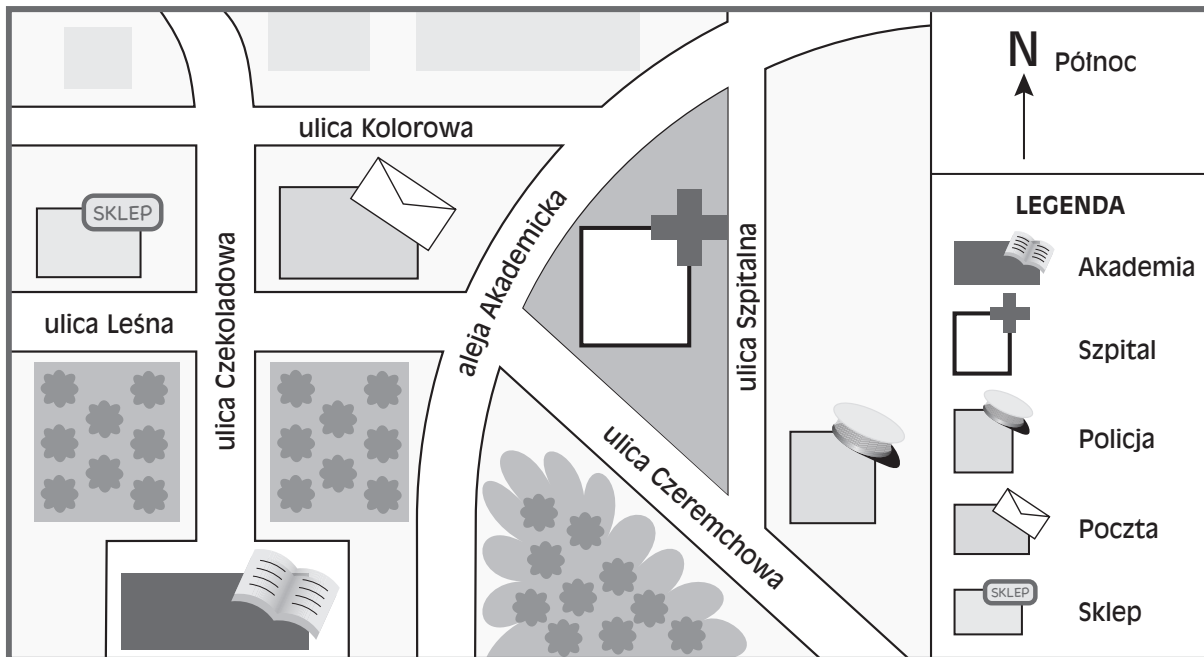 ulica Kolorowa
SKLEP
ulica Leśna
ulica Czekoladowa
aleja Akademicka
ulica Szpitalna
ulica Czeremchowa
N
Północ
LEGENDA
Akademia
Szpital
Policja
Poczta
SKLEP
Sklep